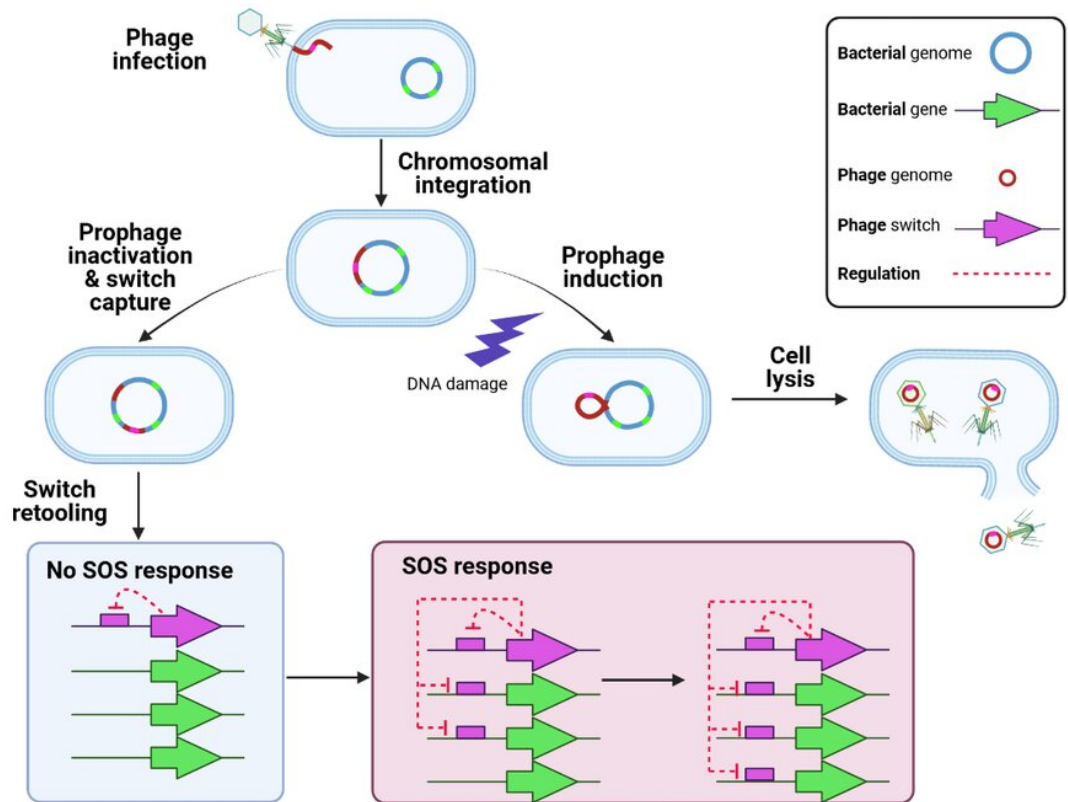 Phage
infection
Chromosomal
integration
Prophage
inactivation
& switch
capture
Prophage
induction
DNA damage
Cell
lysis
Switch
retooling
No SOS response
SOS response
Bacterial genome
Bacterial gene
Phage genome
Phage switch
Regulation